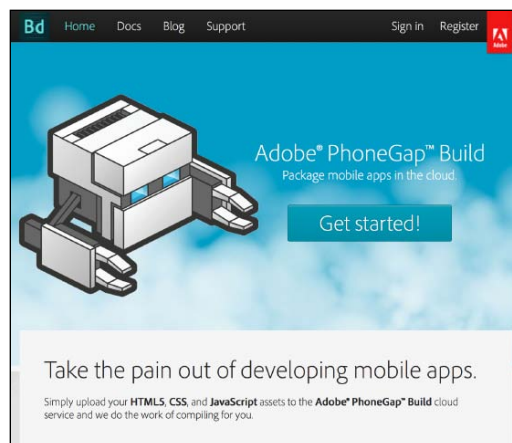 Bd Home Docs Blog Support Sign in Register
Adobe
Adobe® PhoneGap™ Build
Package mobile apps in the cloud.
Get started!
Take the pain out of developing mobile apps.
Simply upload your HTML5, CSS, and JavaScript assets to the Adobe® PhoneGap™ Build cloud
service and we do the work of compiling for you.